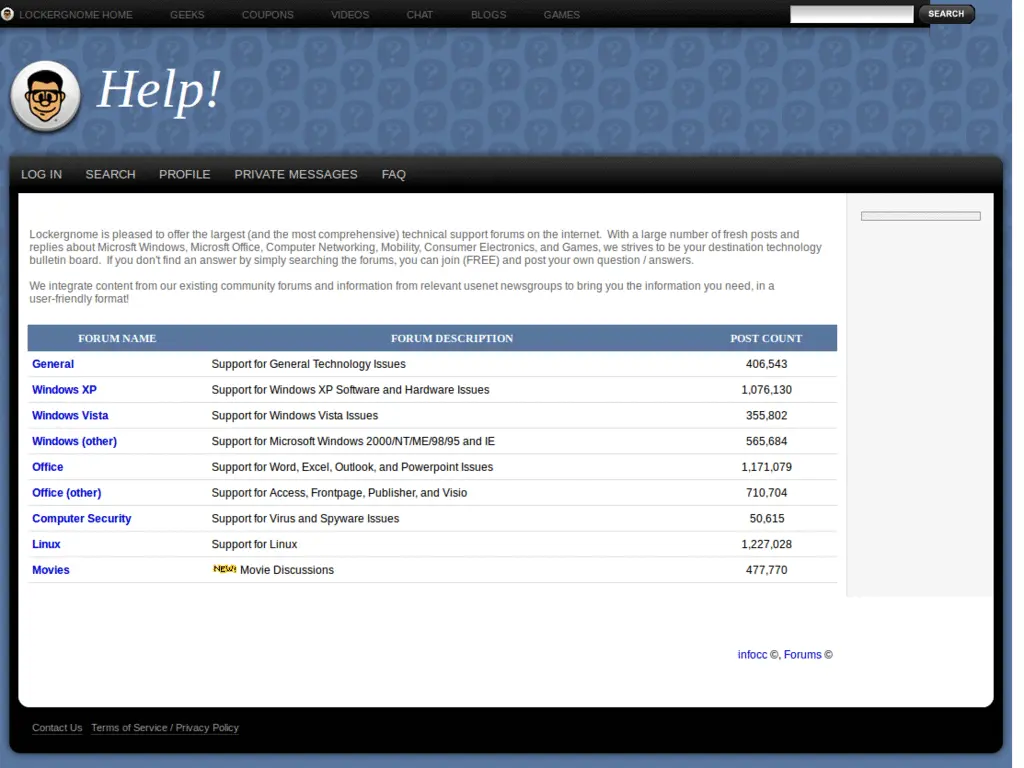 LOCKERGNOME HOME GEEKS COUPONS VIDEOS CHAT BLOGS GAMES SEARCH
Help!
LOG IN SEARCH PROFILE PRIVATE MESSAGES FAQ
Lockergnome is pleased to offer the largest (and the most comprehensive) technical support forums on the internet. With a large number of fresh posts and
replies about Microsft Windows, Microsft Office, Computer Networking, Mobility, Consumer Electronics, and Games, we strives to be your destination technology
bulletin board. If you don't find an answer by simply searching the forums, you can join (FREE) and post your own question / answers.
We integrate content from our existing community forums and information from relevant usenet newsgroups to bring you the information you need, in a
user-friendly format!
FORUM NAME FORUM DESCRIPTION POST COUNT
General Support for General Technology Issues 406,543
Windows XP Support for Windows XP Software and Hardware Issues 1,076,130
Windows Vista Support for Windows Vista Issues 355,802
Windows (other) Support for Microsoft Windows 2000/NT/ME/98/95 and IE 565,684
Office Support for Word, Excel, Outlook, and Powerpoint Issues 1,171,079
Office (other) Support for Access, Frontpage, Publisher, and Visio 710,704
Computer Security Support for Virus and Spyware Issues 50,615
Linux Support for Linux 1,227,028
Movies NEW! Movie Discussions 477,770
infocc ©, Forums ©
Contact Us Terms of Service / Privacy Policy